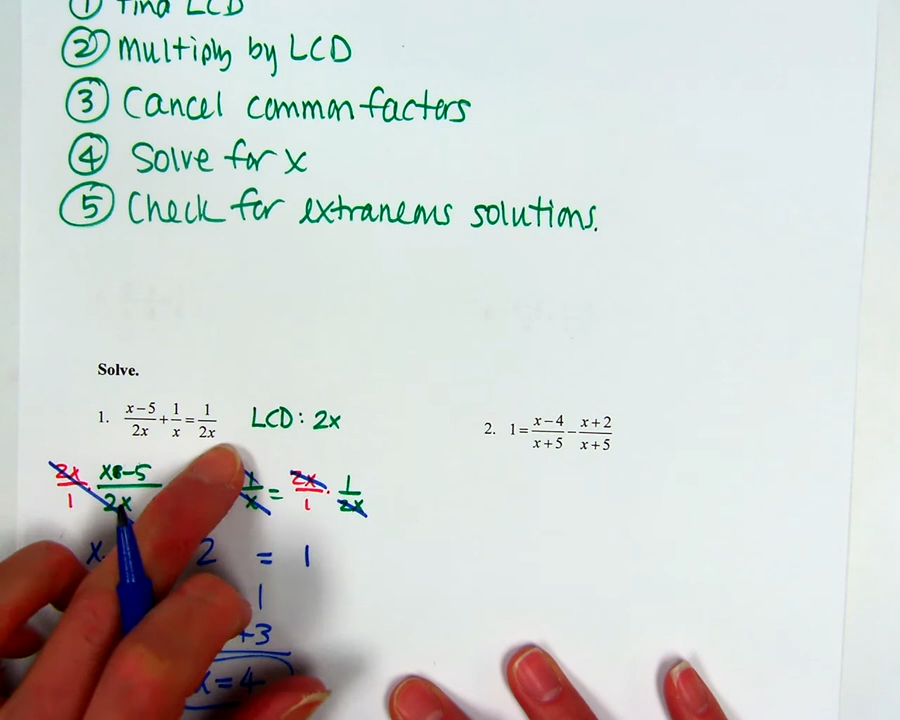 ① Find LCD
② Multiply by LCD
③ Cancel common factors
④ Solve for x
⑤ Check for extraneous solutions.
Solve.
1. (x-5)/(2x) + 1/x = 1/(2x) LCD: 2x
2. 1 = (x-4)/(x+5) - (x+2)/(x+5)
2x/1 · (x-5)/(2x) 1/x = 2x/1 · 1/(2x)
x 2 = 1
1
+3
x = 4